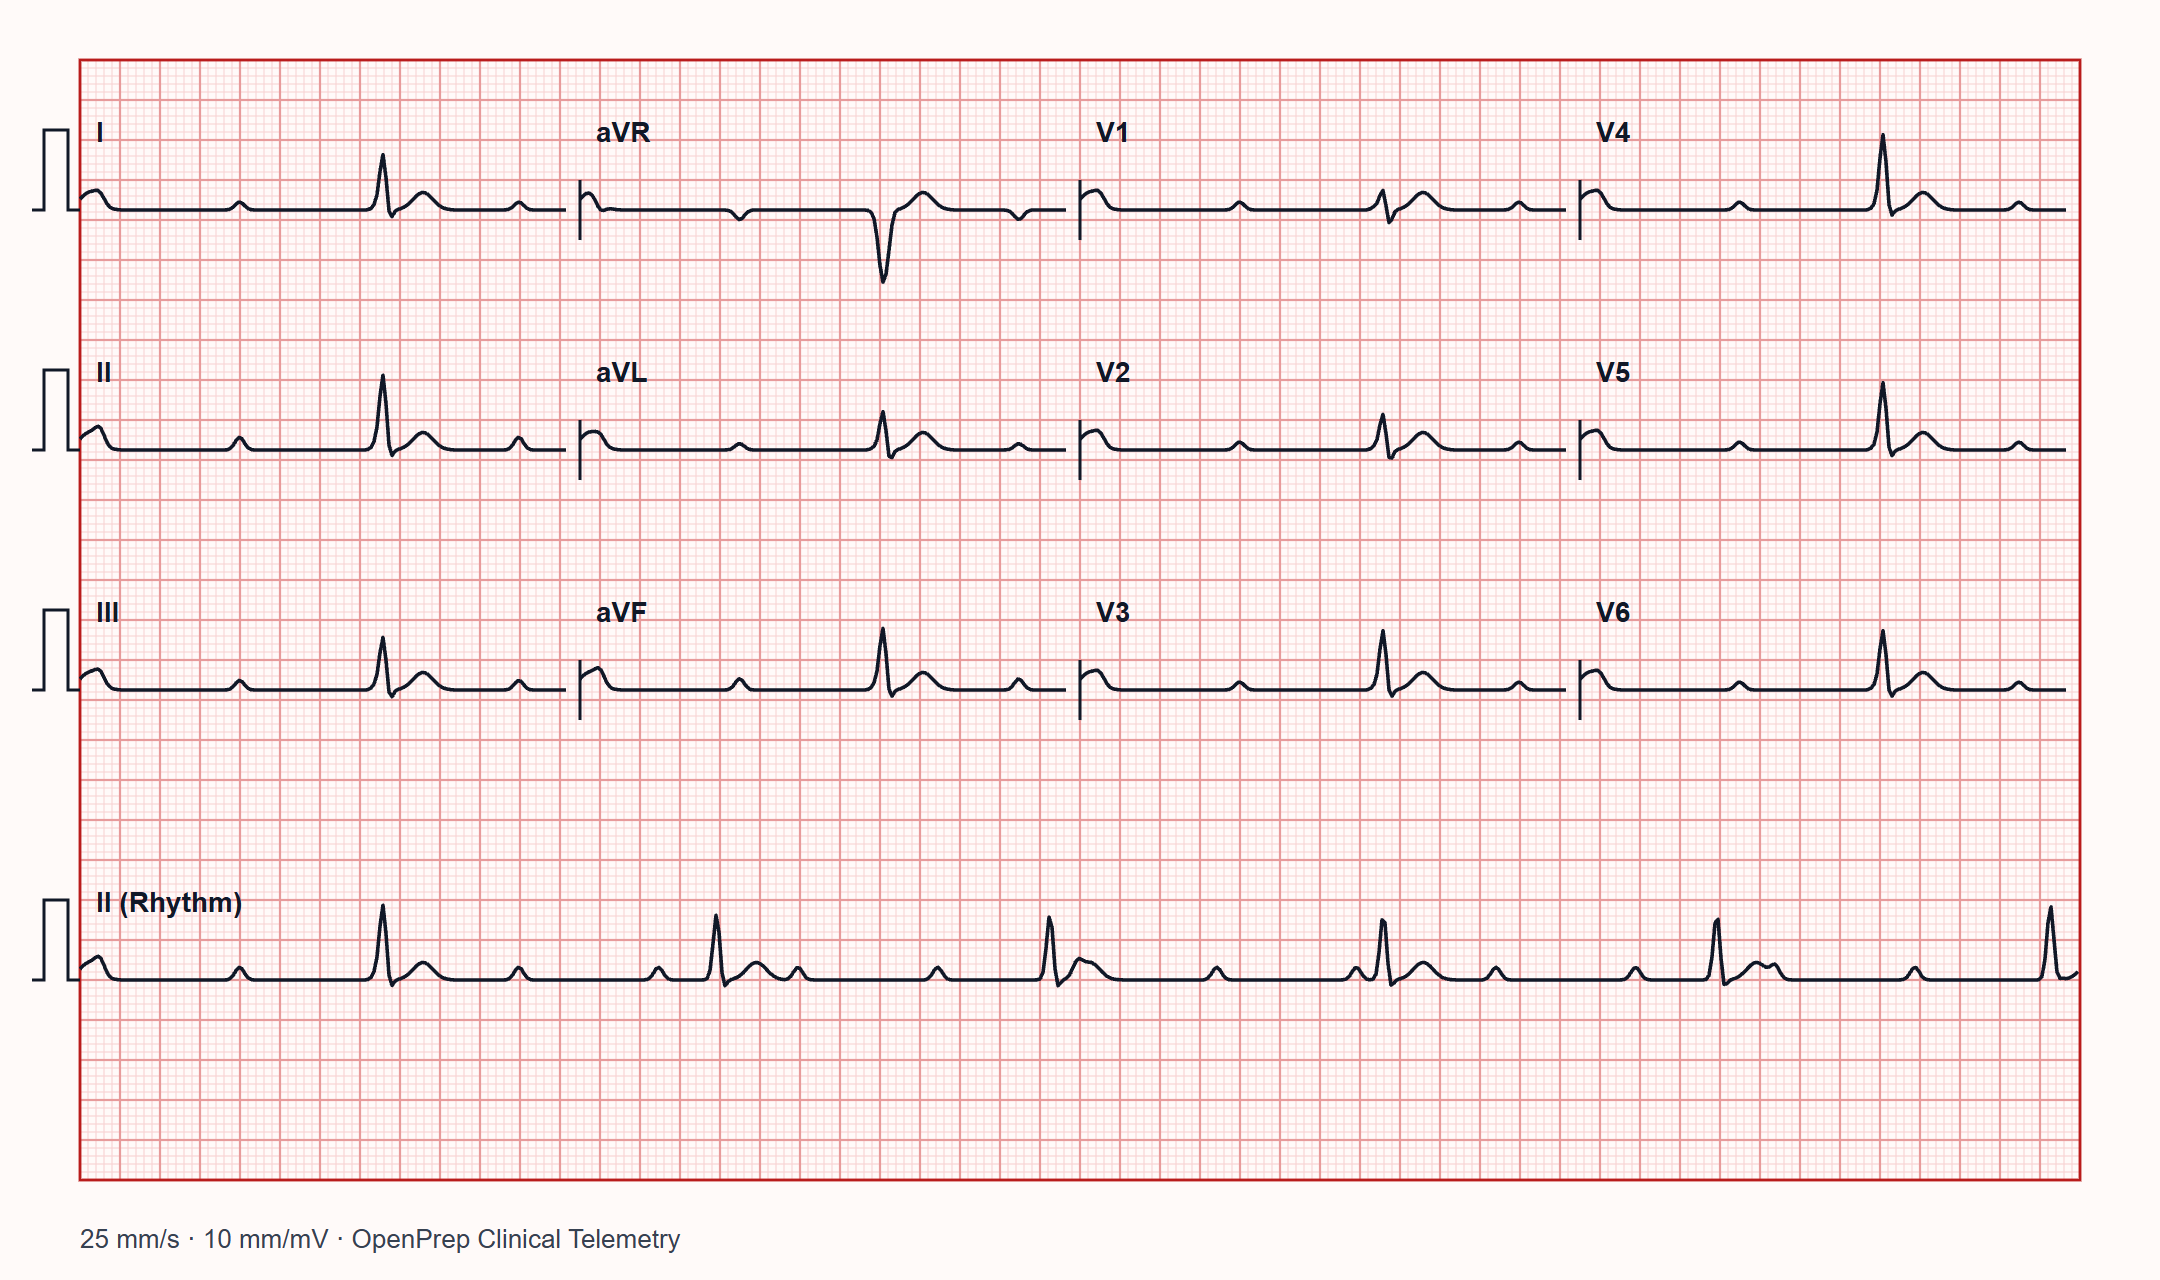 I aVR V1 V4
II aVL V2 V5
III aVF V3 V6
II (Rhythm)
25 mm/s · 10 mm/mV · OpenPrep Clinical Telemetry